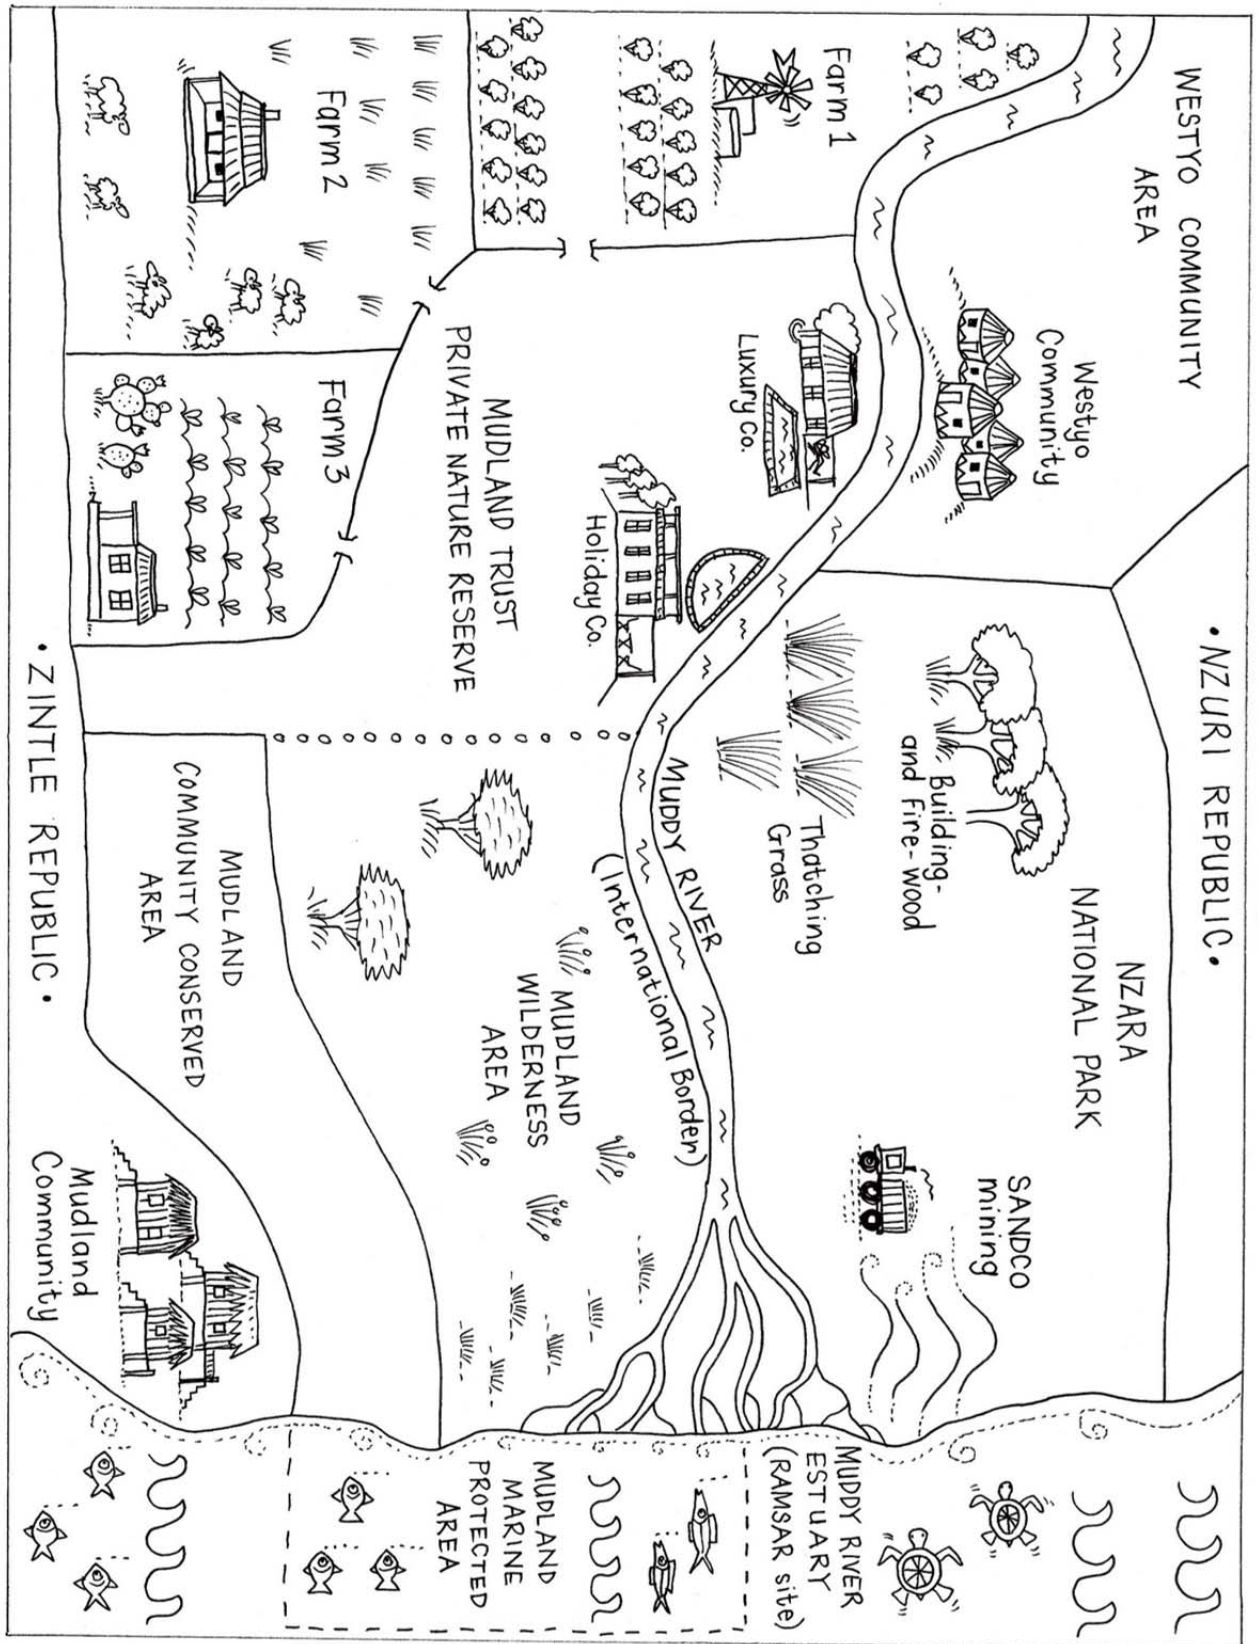 • NZURI REPUBLIC •
WESTYO COMMUNITY
AREA
Westyo
Community
NZARA
NATIONAL PARK
Building-
and Fire-wood
Thatching
Grass
SANDCO
mining
Farm 1
Luxury Co.
Holiday Co.
MUDDY RIVER
(International Border)
MUDDY RIVER
ESTUARY
(RAMSAR site)
MUDLAND TRUST
PRIVATE NATURE RESERVE
MUDLAND
WILDERNESS
AREA
MUDLAND
MARINE
PROTECTED
AREA
Farm 2
Farm 3
MUDLAND
COMMUNITY CONSERVED
AREA
Mudland
Community
• ZINTLE REPUBLIC •